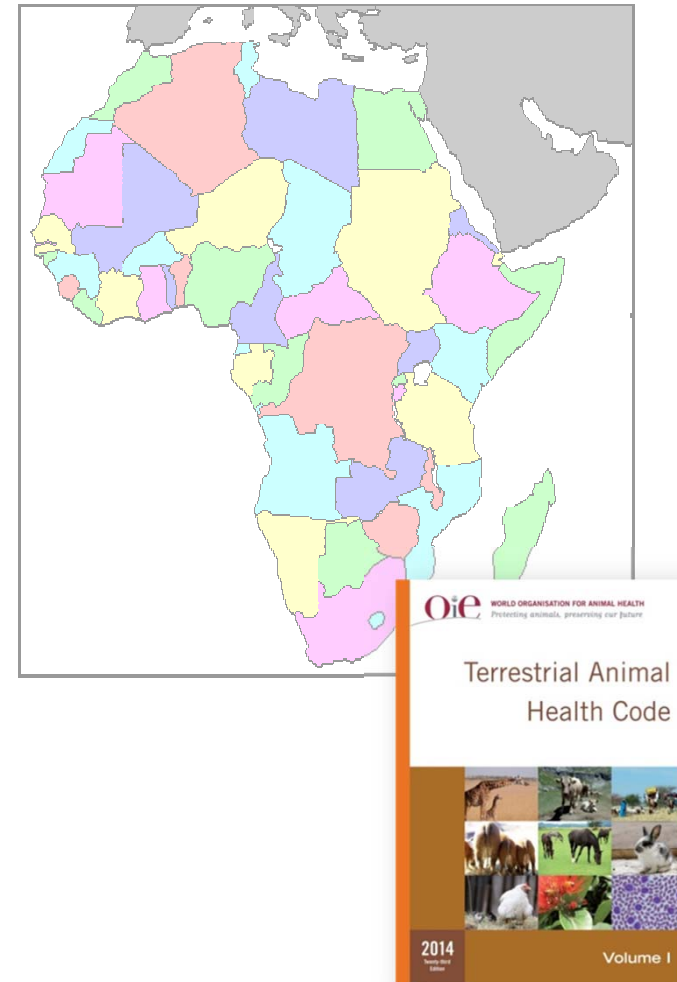 OiE
WORLD ORGANISATION FOR ANIMAL HEALTH
Protecting animals, preserving our future
Terrestrial Animal
Health Code
2014
Twenty-third
Edition
Volume I